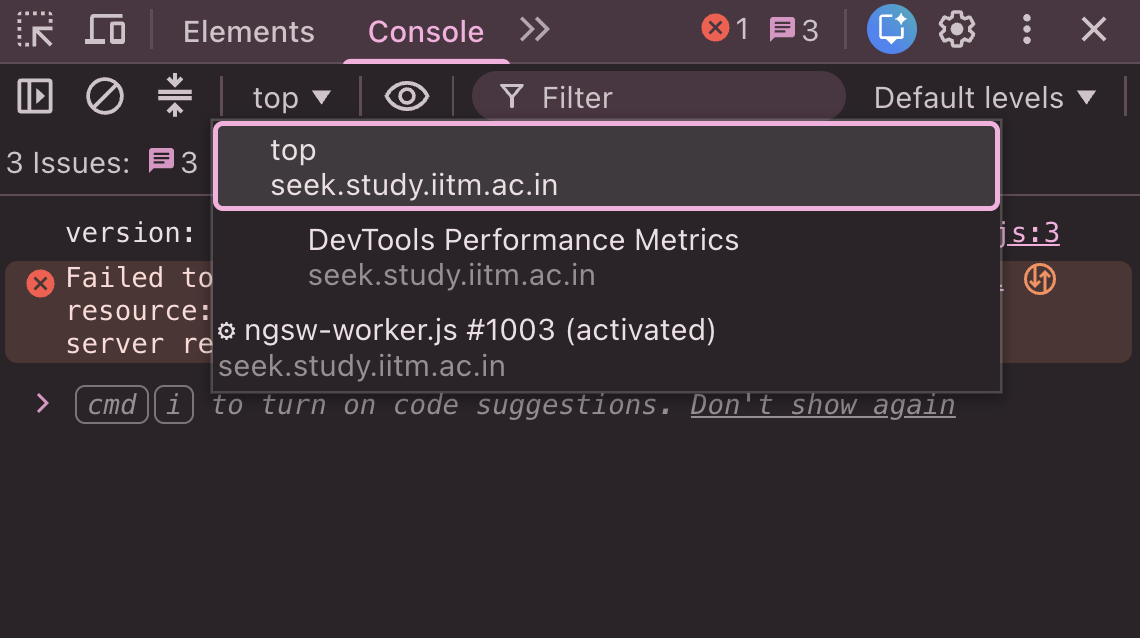 Elements Console 1 3
top Filter Default levels
3 Issues: 3
top
seek.study.iitm.ac.in
DevTools Performance Metrics
seek.study.iitm.ac.in
ngsw-worker.js #1003 (activated)
seek.study.iitm.ac.in
version: js:3
Failed to
resource:
server re
cmd i to turn on code suggestions. Don't show again